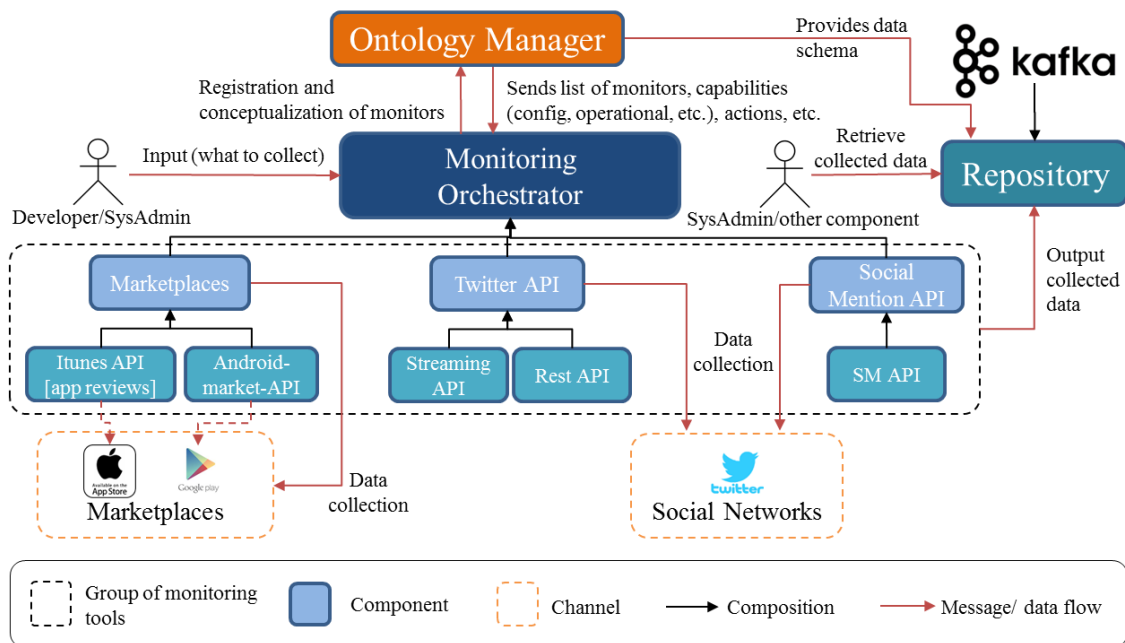 Ontology Manager
Provides data
schema
kafka
Registration and
conceptualization of monitors
Sends list of monitors, capabilities
(config, operational, etc.), actions, etc.
Input (what to collect)
Monitoring
Orchestrator
Retrieve
collected data
Repository
Developer/SysAdmin
SysAdmin/other component
Marketplaces
Twitter API
Social
Mention API
Output
collected
data
Itunes API
[app reviews]
Android-
market-API
Streaming
API
Rest API
Data
collection
SM API
Available on the
App Store
Google play
Marketplaces
Data
collection
twitter
Social Networks
Group of monitoring
tools
Component
Channel
Composition
Message/ data flow